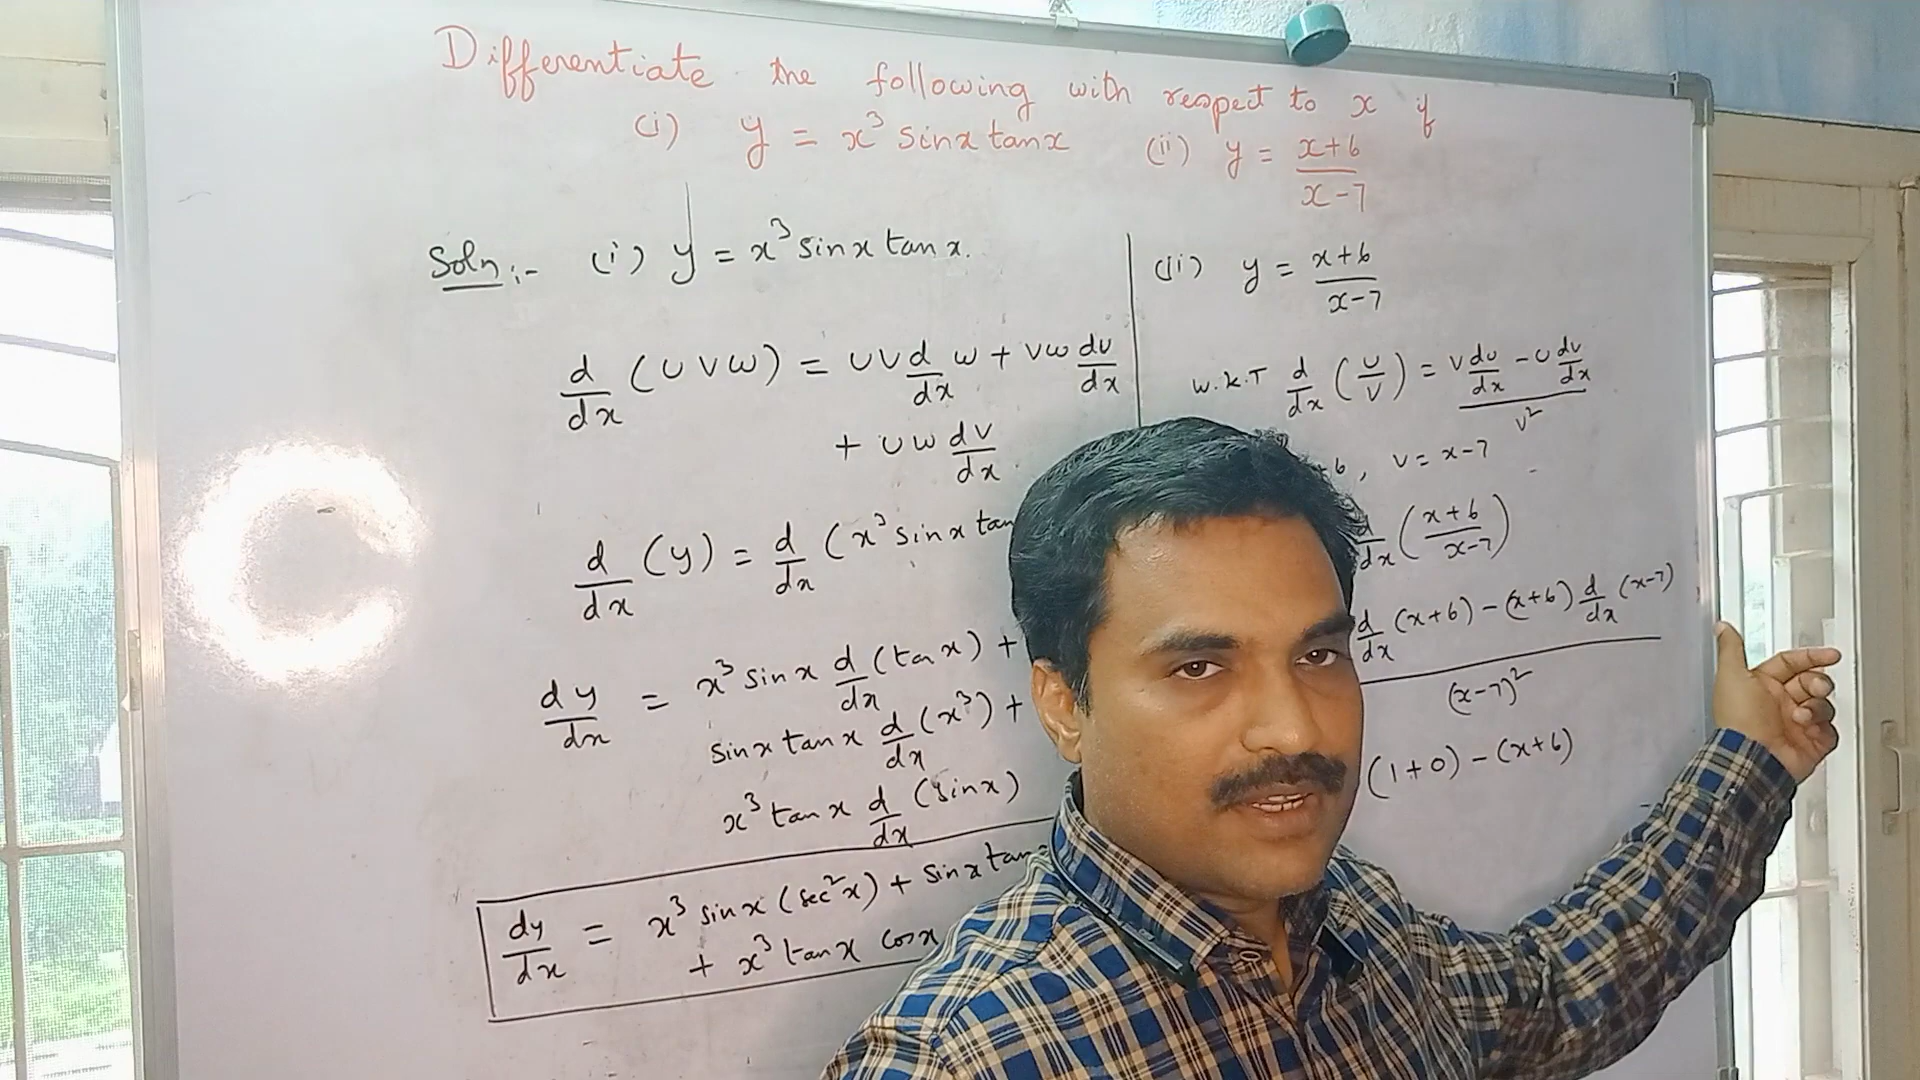 Differentiate the following with respect to x if
(i) y = x³ sinx tanx (ii) y = x+6 / x-7
Soln:- (i) y = x³ sinx tanx.
d/dx (UVW) = UV d/dx W + VW du/dx
+ UW dv/dx
d/dx (y) = d/dx (x³ sinx tan
dy/dx = x³ sinx d/dx (tanx) +
sinx tanx d/dx (x³) +
x³ tanx d/dx (sinx)
dy/dx = x³ sinx (sec²x) + sinx tan
+ x³ tanx cosx
(ii) y = x+6 / x-7
w.k.T d/dx (U/V) = V du/dx - U dv/dx / V²
+6, V = x-7
d/dx (x+6 / x-7)
d/dx (x+6) - (x+6) d/dx (x-7)
(x-7)²
(1+0) - (x+6)